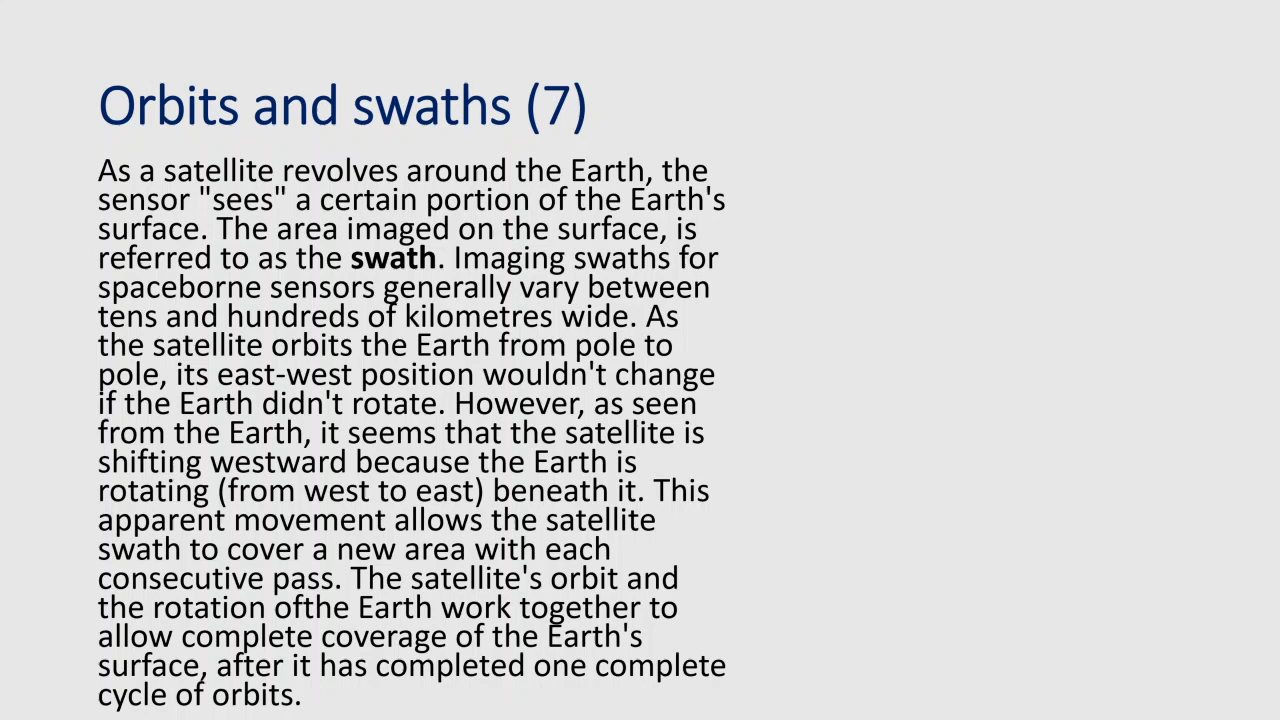 Orbits and swaths (7)
As a satellite revolves around the Earth, the
sensor "sees" a certain portion of the Earth's
surface. The area imaged on the surface, is
referred to as the swath. Imaging swaths for
spaceborne sensors generally vary between
tens and hundreds of kilometres wide. As
the satellite orbits the Earth from pole to
pole, its east-west position wouldn't change
if the Earth didn't rotate. However, as seen
from the Earth, it seems that the satellite is
shifting westward because the Earth is
rotating (from west to east) beneath it. This
apparent movement allows the satellite
swath to cover a new area with each
consecutive pass. The satellite's orbit and
the rotation ofthe Earth work together to
allow complete coverage of the Earth's
surface, after it has completed one complete
cycle of orbits.